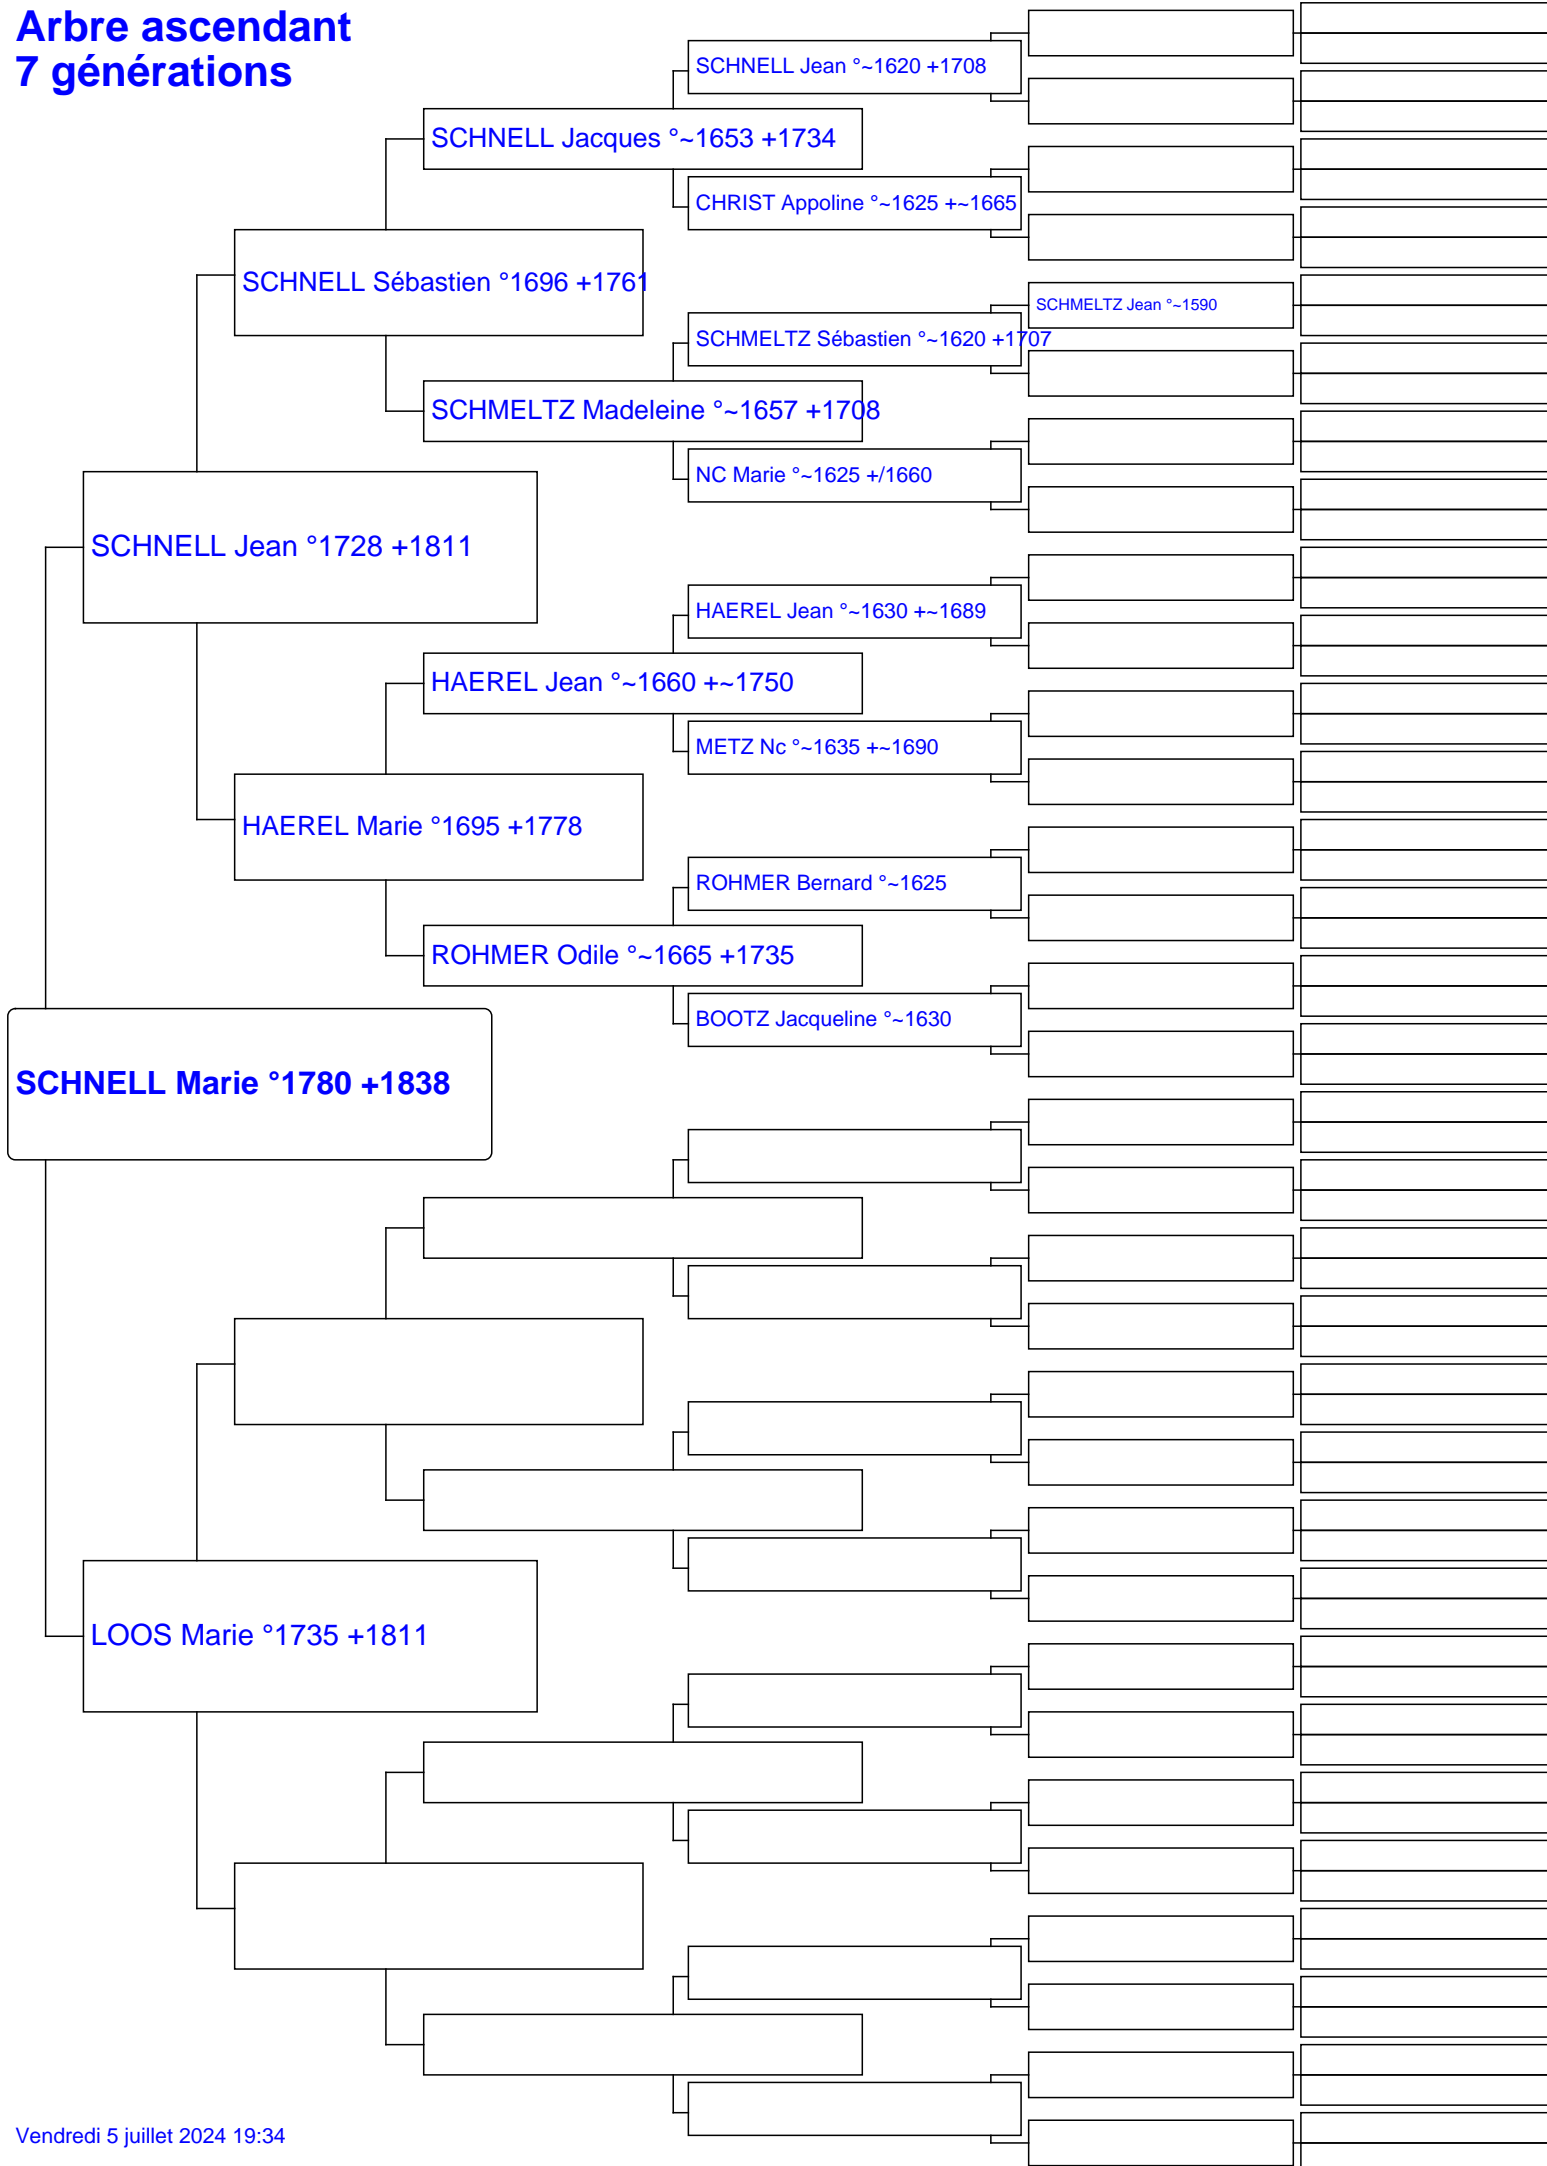 Arbre ascendant
7 générations
SCHNELL Jean °~1620 +1708
SCHNELL Jacques °~1653 +1734
CHRIST Appoline °~1625 +~1665
SCHNELL Sébastien °1696 +1761
SCHMELTZ Jean °~1590
SCHMELTZ Sébastien °~1620 +1707
SCHMELTZ Madeleine °~1657 +1708
NC Marie °~1625 +/1660
SCHNELL Jean °1728 +1811
HAEREL Jean °~1630 +~1689
HAEREL Jean °~1660 +~1750
METZ Nc °~1635 +~1690
HAEREL Marie °1695 +1778
ROHMER Bernard °~1625
ROHMER Odile °~1665 +1735
BOOTZ Jacqueline °~1630
SCHNELL Marie °1780 +1838
LOOS Marie °1735 +1811
Vendredi 5 juillet 2024 19:34